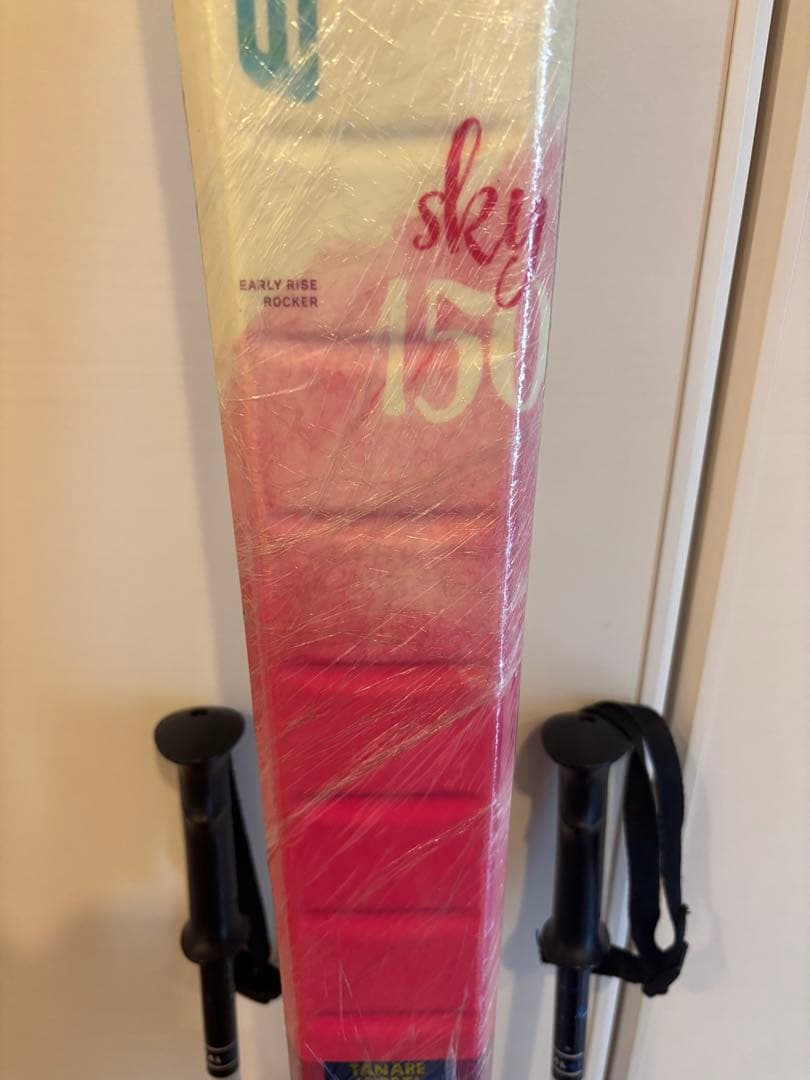 sky
EARLY RISE
ROCKER
150
TANABE